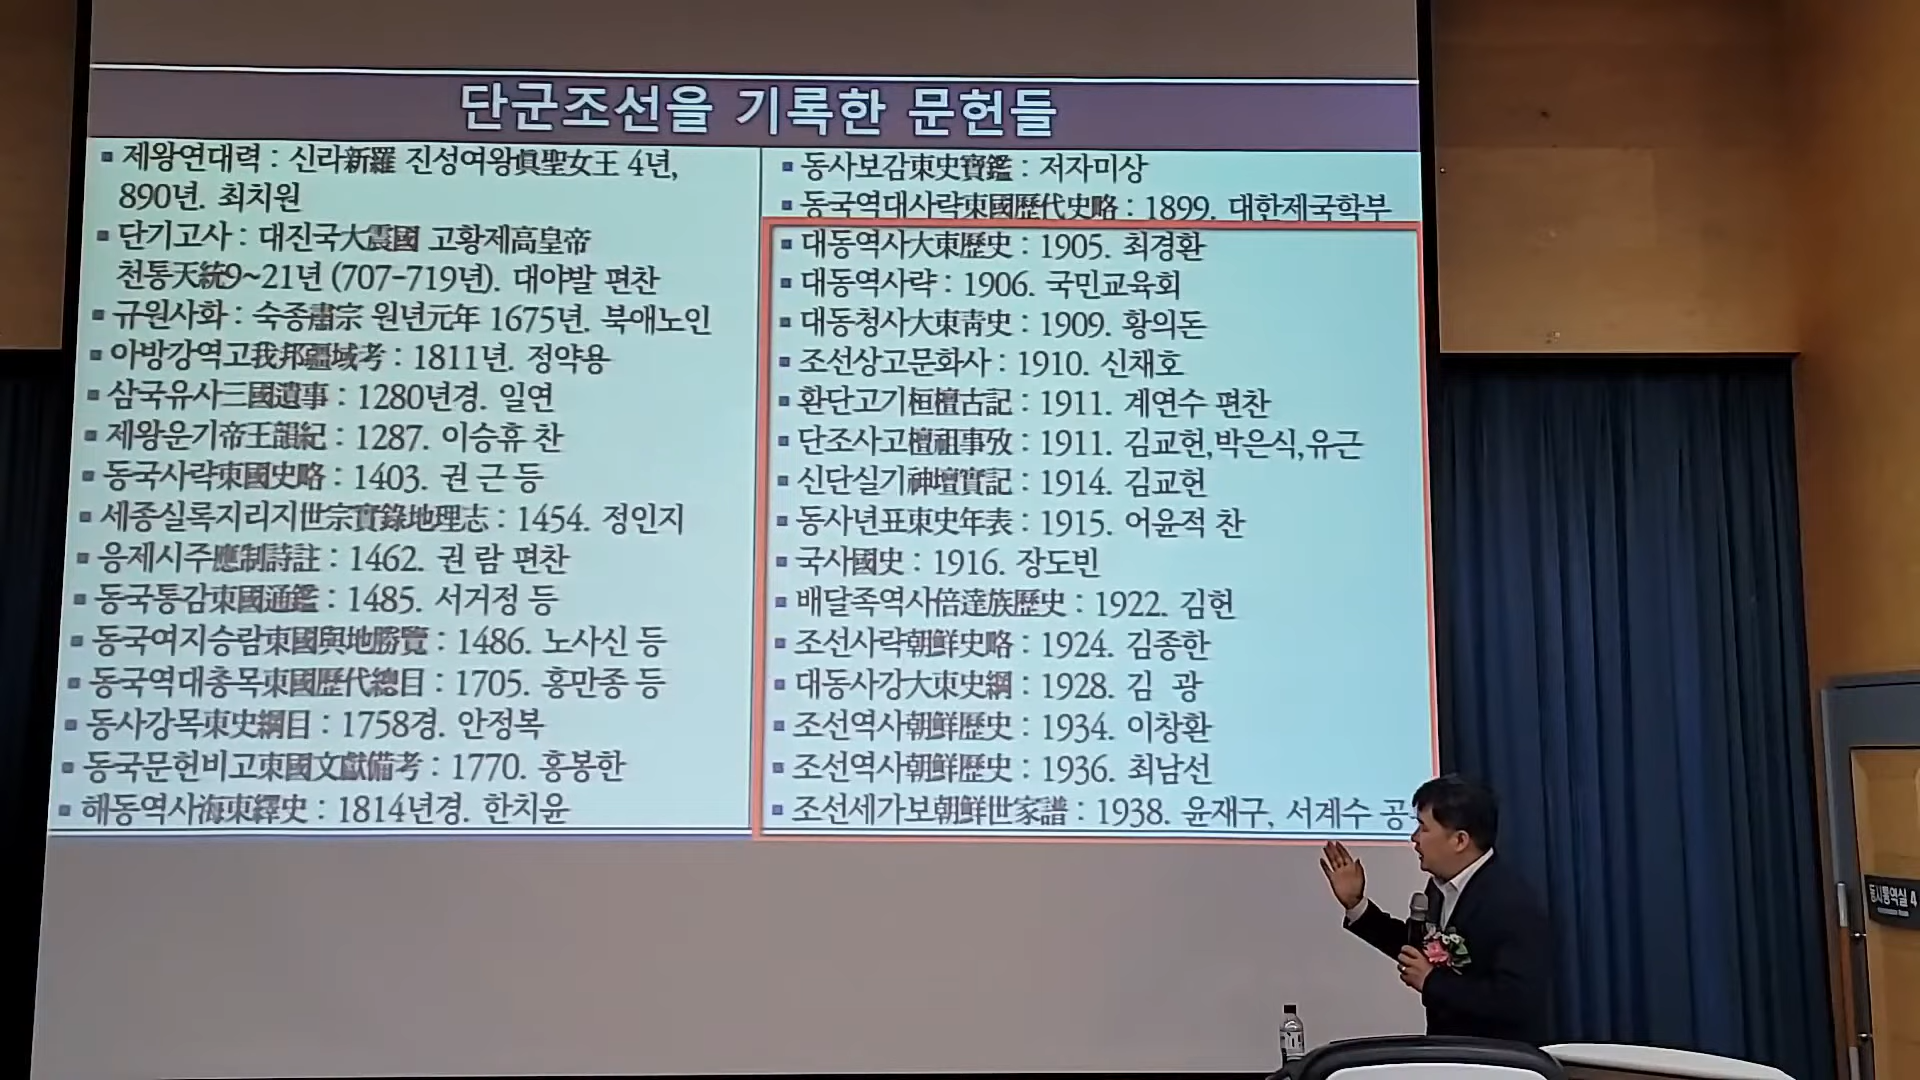 단군조선을 기록한 문헌들
▪ 제왕연대력 : 신라新羅 진성여왕眞聖女王 4년,
890년. 최치원
▪ 단기고사 : 대진국大震國 고황제高皇帝
천통天統9~21년 (707-719년). 대야발 편찬
▪ 규원사화 : 숙종肅宗 원년元年 1675년. 북애노인
▪ 아방강역고我邦疆域考 : 1811년. 정약용
▪ 삼국유사三國遺事 : 1280년경. 일연
▪ 제왕운기帝王韻紀 : 1287. 이승휴 찬
▪ 동국사략東國史略 : 1403. 권 근 등
▪ 세종실록지리지世宗實錄地理志 : 1454. 정인지
▪ 응제시주應制詩註 : 1462. 권 람 편찬
▪ 동국통감東國通鑑 : 1485. 서거정 등
▪ 동국여지승람東國與地勝覽 : 1486. 노사신 등
▪ 동국역대총목東國歷代總目 : 1705. 홍만종 등
▪ 동사강목東史綱目 : 1758경. 안정복
▪ 동국문헌비고東國文獻備考 : 1770. 홍봉한
▪ 해동역사海東繹史 : 1814년경. 한치윤
▪ 동사보감東史寶鑑 : 저자미상
▪ 동국역대사략東國歷代史略 : 1899. 대한제국학부
▪ 대동역사大東歷史 : 1905. 최경환
▪ 대동역사략 : 1906. 국민교육회
▪ 대동청사大東靑史 : 1909. 황의돈
▪ 조선상고문화사 : 1910. 신채호
▪ 환단고기桓檀古記 : 1911. 계연수 편찬
▪ 단조사고檀祖事攷 : 1911. 김교헌,박은식,유근
▪ 신단실기神壇實記 : 1914. 김교헌
▪ 동사년표東史年表 : 1915. 어윤적 찬
▪ 국사國史 : 1916. 장도빈
▪ 배달족역사倍達族歷史 : 1922. 김헌
▪ 조선사략朝鮮史略 : 1924. 김종한
▪ 대동사강大東史綱 : 1928. 김 광
▪ 조선역사朝鮮歷史 : 1934. 이창환
▪ 조선역사朝鮮歷史 : 1936. 최남선
▪ 조선세가보朝鮮世家譜 : 1938. 윤재구, 서계수 공
동시통역실 4